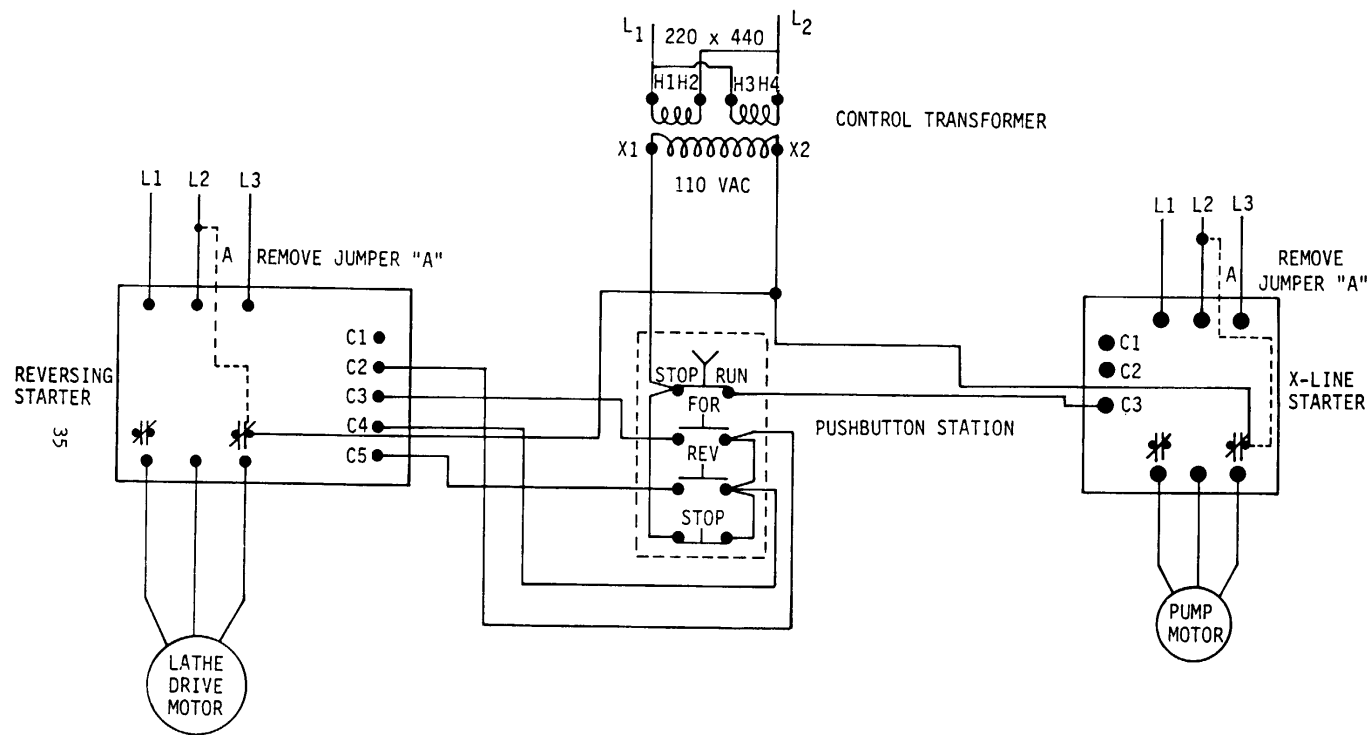 L1 220 x 440 L2
H1 H2 H3 H4
CONTROL TRANSFORMER
X1 X2
110 VAC
L1 L2 L3
A REMOVE JUMPER "A"
REVERSING
STARTER
35
C1
C2
C3
C4
C5
LATHE
DRIVE
MOTOR
STOP RUN
FOR
REV
STOP
PUSHBUTTON STATION
L1 L2 L3
A
REMOVE
JUMPER "A"
C1
C2
C3
X-LINE
STARTER
PUMP
MOTOR